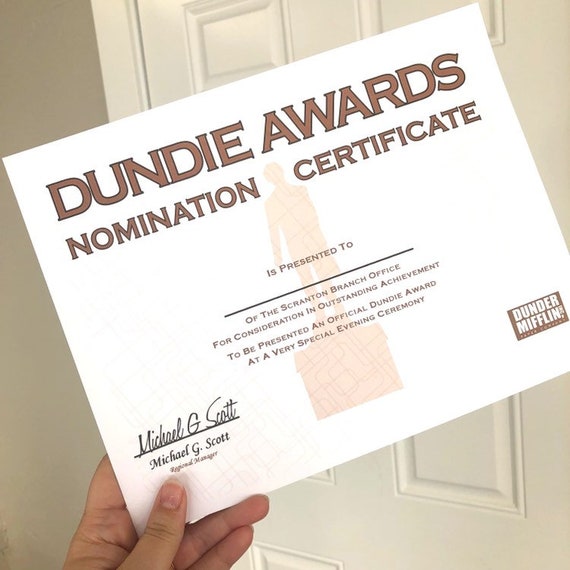 DUNDIE AWARDS
NOMINATION CERTIFICATE
IS PRESENTED TO
OF THE SCRANTON BRANCH OFFICE
FOR CONSIDERATION IN OUTSTANDING ACHIEVEMENT
TO BE PRESENTED AN OFFICIAL DUNDIE AWARD
AT A VERY SPECIAL EVENING CEREMONY
Michael G Scott
Michael G. Scott
Regional Manager
DUNDER
MIFFLIN